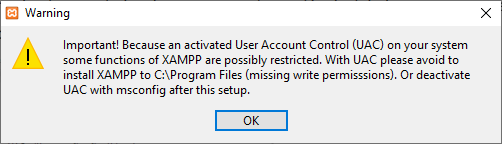 Warning
Important! Because an activated User Account Control (UAC) on your system
some functions of XAMPP are possibly restricted. With UAC please avoid to
install XAMPP to C:\Program Files (missing write permisssions). Or deactivate
UAC with msconfig after this setup.
OK